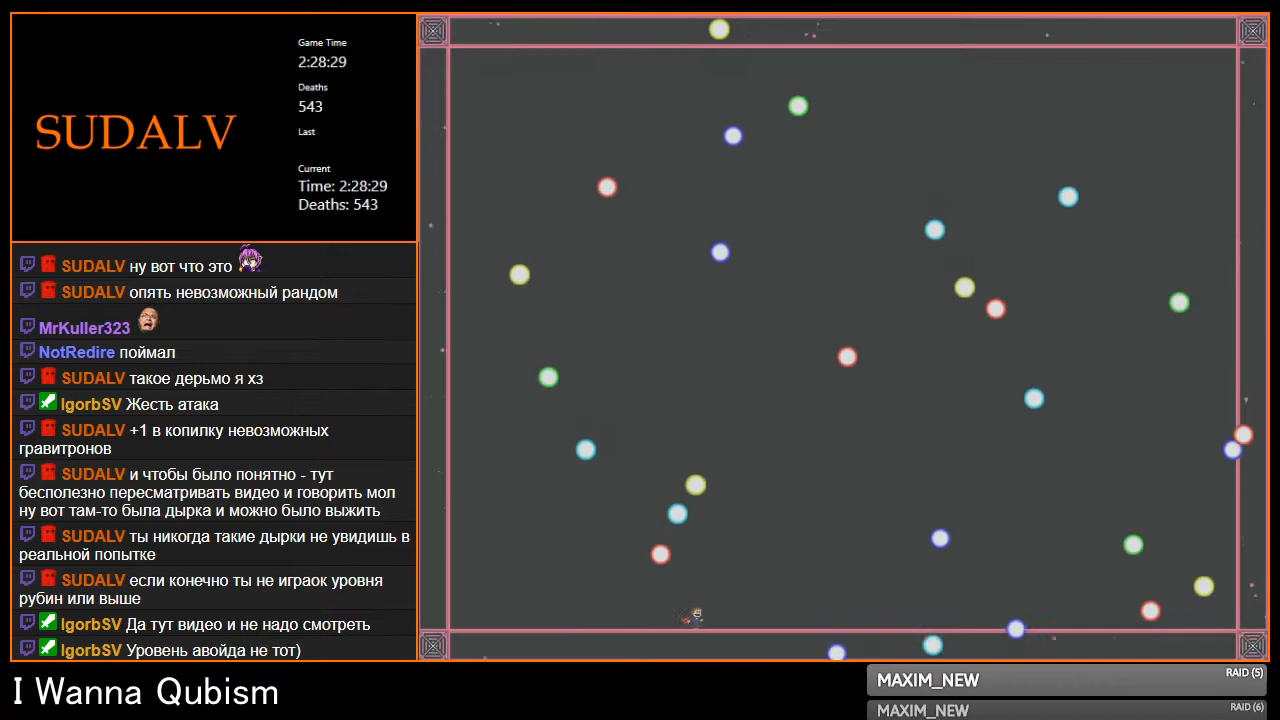 SUDALV
Game Time
2:28:29
Deaths
543
Last
Current
Time: 2:28:29
Deaths: 543
SUDALV ну вот что это
SUDALV опять невозможный рандом
MrKuller323
NotRedire поймал
SUDALV такое дерьмо я хз
IgorbSV Жесть атака
SUDALV +1 в копилку невозможных
гравитронов
SUDALV и чтобы было понятно - тут
бесполезно пересматривать видео и говорить мол
ну вот там-то была дырка и можно было выжить
SUDALV ты никогда такие дырки не увидишь в
реальной попытке
SUDALV если конечно ты не играок уровня
рубин или выше
IgorbSV Да тут видео и не надо смотреть
IgorbSV Уровень авойда не тот)
I Wanna Qubism
MAXIM_NEW RAID (5)
MAXIM_NEW RAID (6)